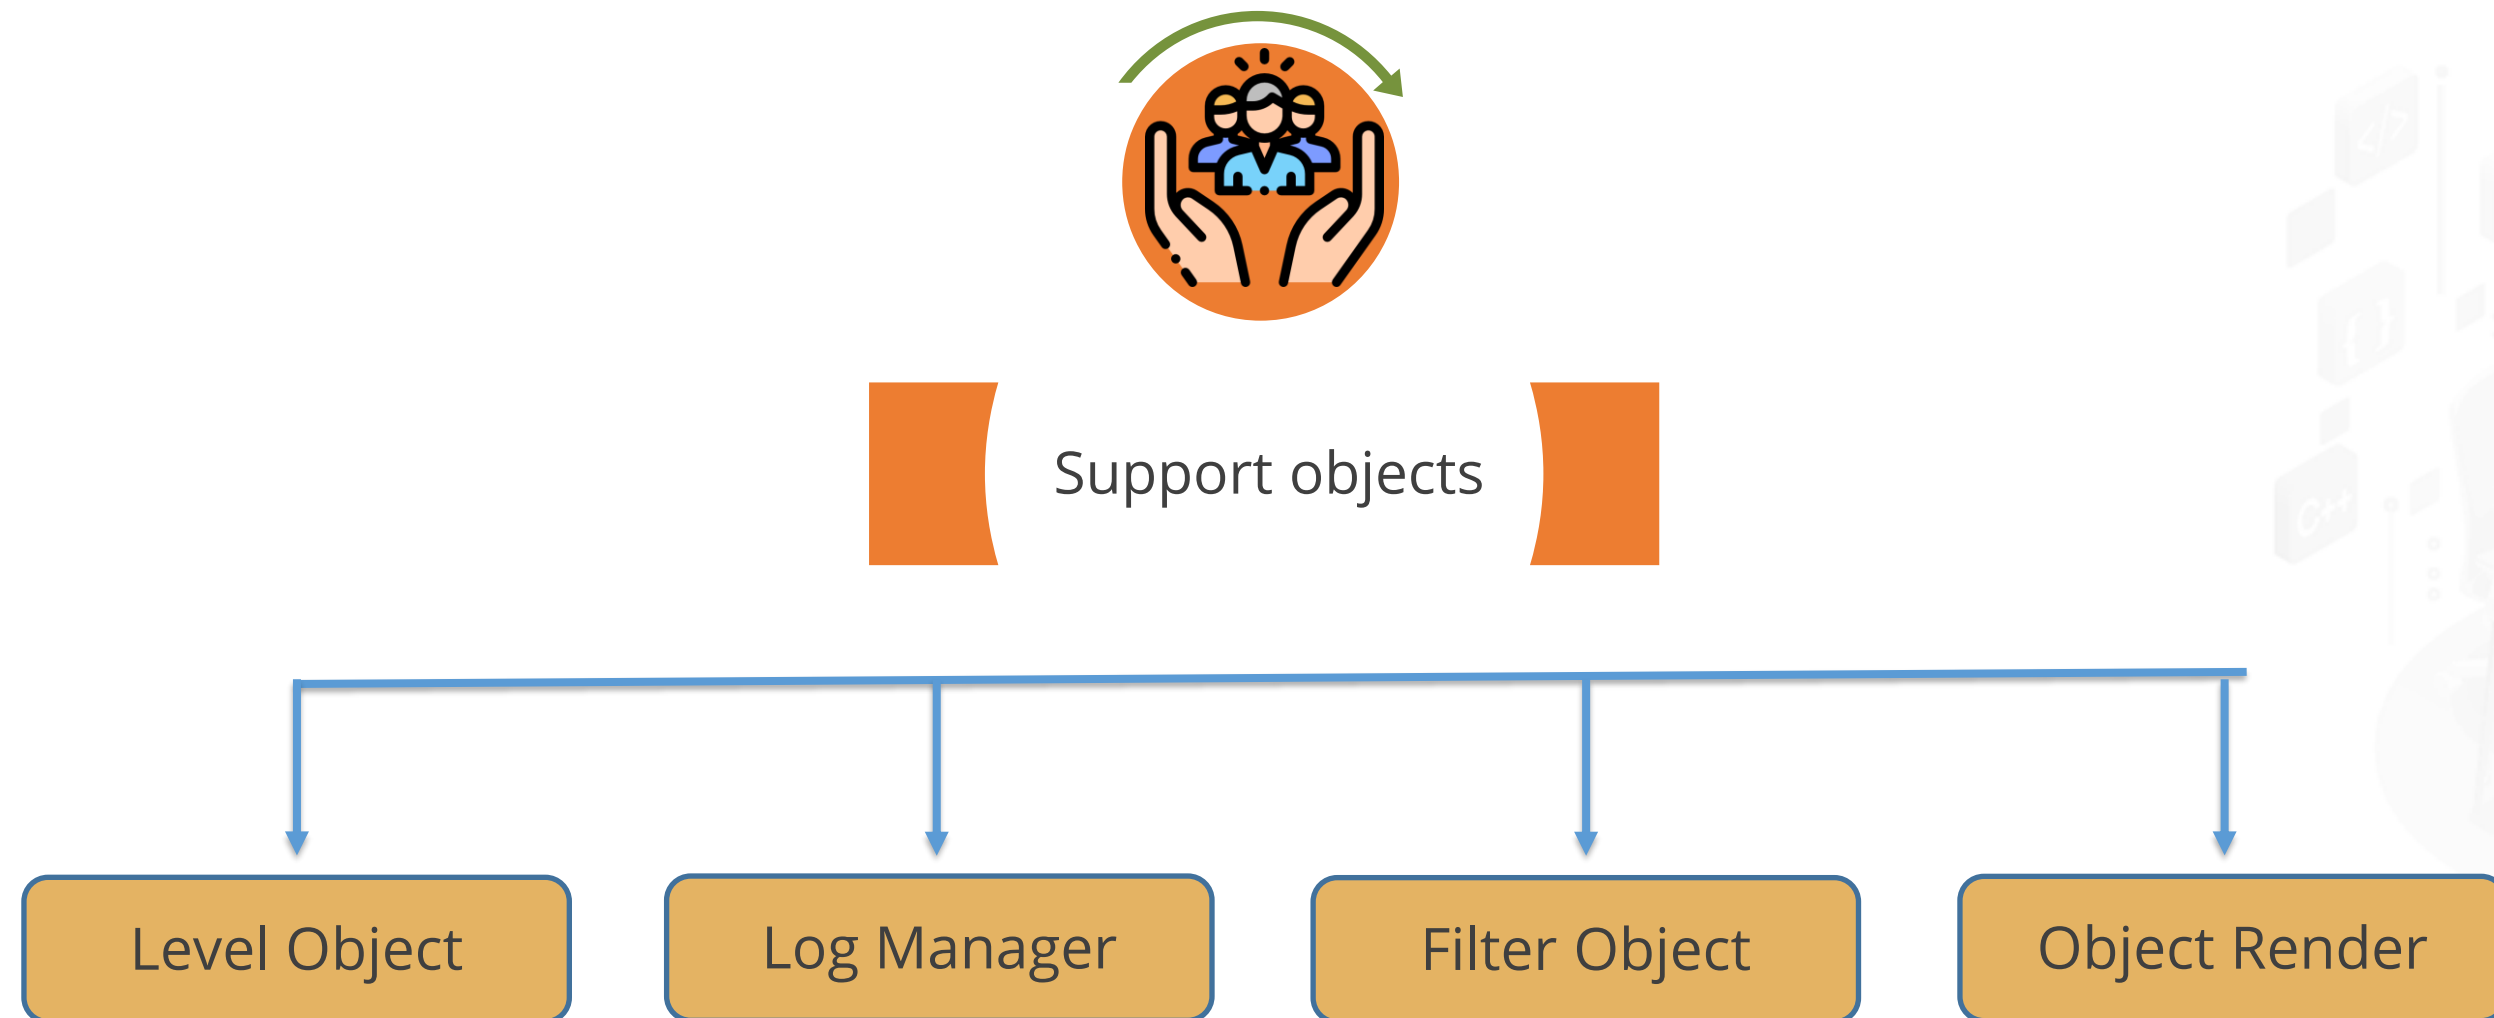 </>
{ }
Support objects
C++
Level Object
Log Manager
Filter Object
Object Render